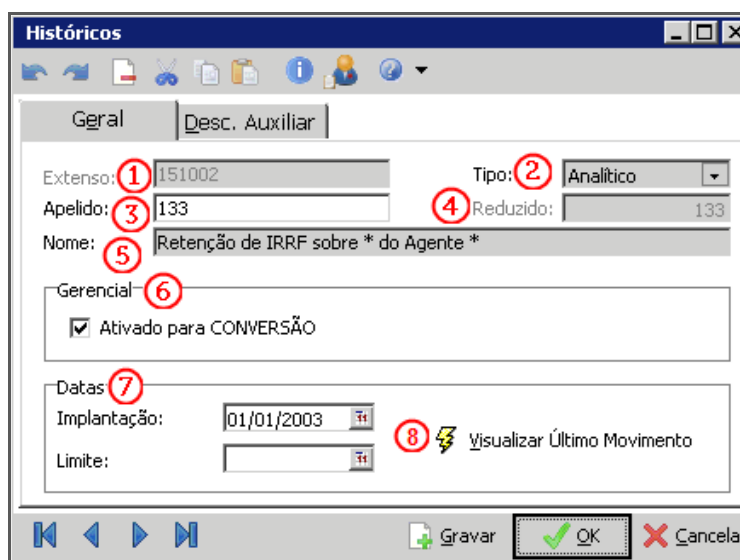 Históricos
Geral Desc. Auxiliar
Extenso: 1 151002 Tipo: 2 Analítico
Apelido: 3 133 4 Reduzido: 133
Nome: 5 Retenção de IRRF sobre * do Agente *
Gerencial 6
Ativado para CONVERSÃO
Datas 7
Implantação: 01/01/2003
8 Visualizar Último Movimento
Limite:
Gravar OK Cancela